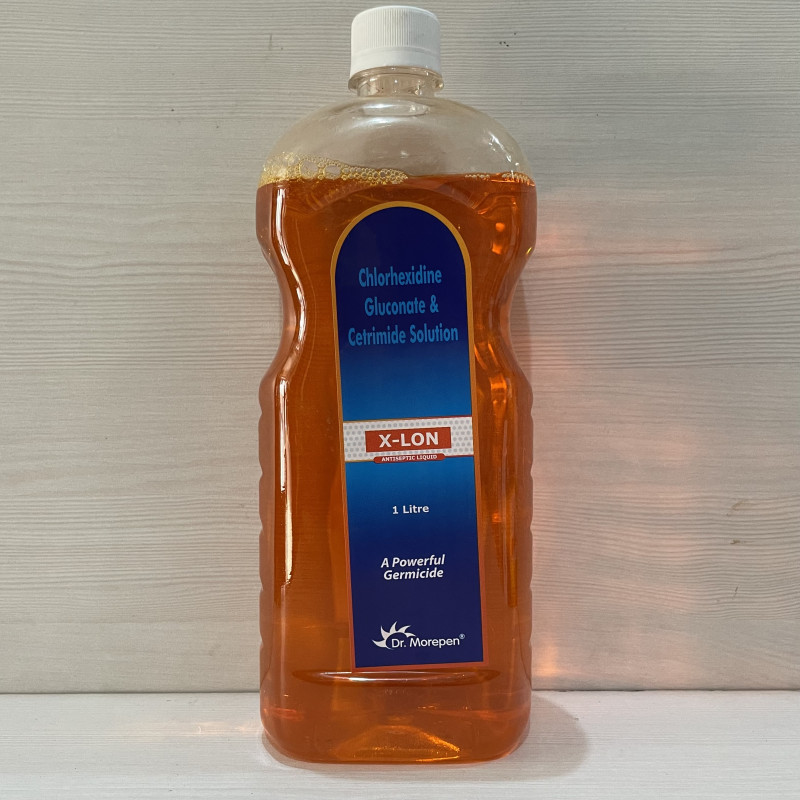 Chlorhexidine
Gluconate &
Cetrimide Solution
X-LON
ANTISEPTIC LIQUID
1 Litre
A Powerful
Germicide
Dr. Morepen®